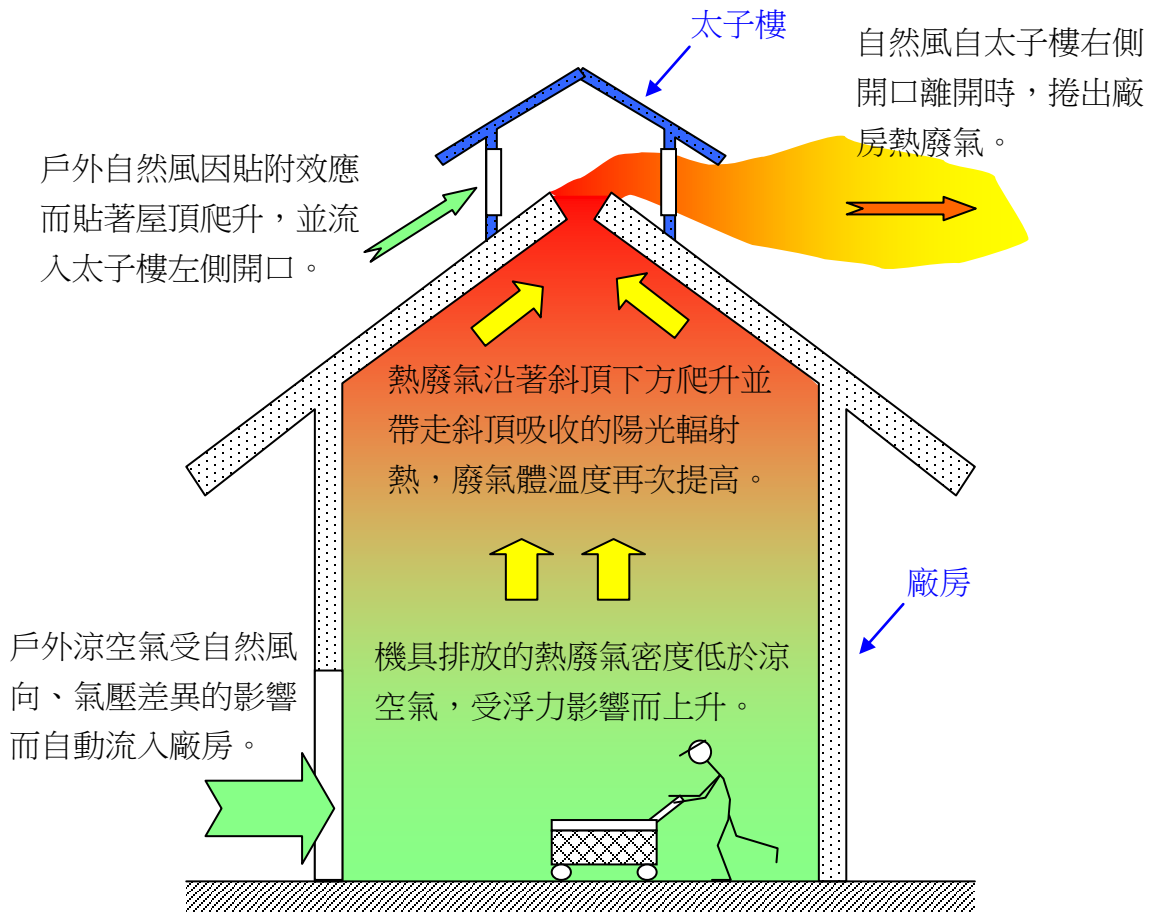 太子樓
自然風自太子樓右側
開口離開時，捲出廠
房熱廢氣。
戶外自然風因貼附效應
而貼著屋頂爬升，並流
入太子樓左側開口。
熱廢氣沿著斜頂下方爬升並
帶走斜頂吸收的陽光輻射
熱，廢氣體溫度再次提高。
廠房
戶外涼空氣受自然風
向、氣壓差異的影響
而自動流入廠房。
機具排放的熱廢氣密度低於涼
空氣，受浮力影響而上升。